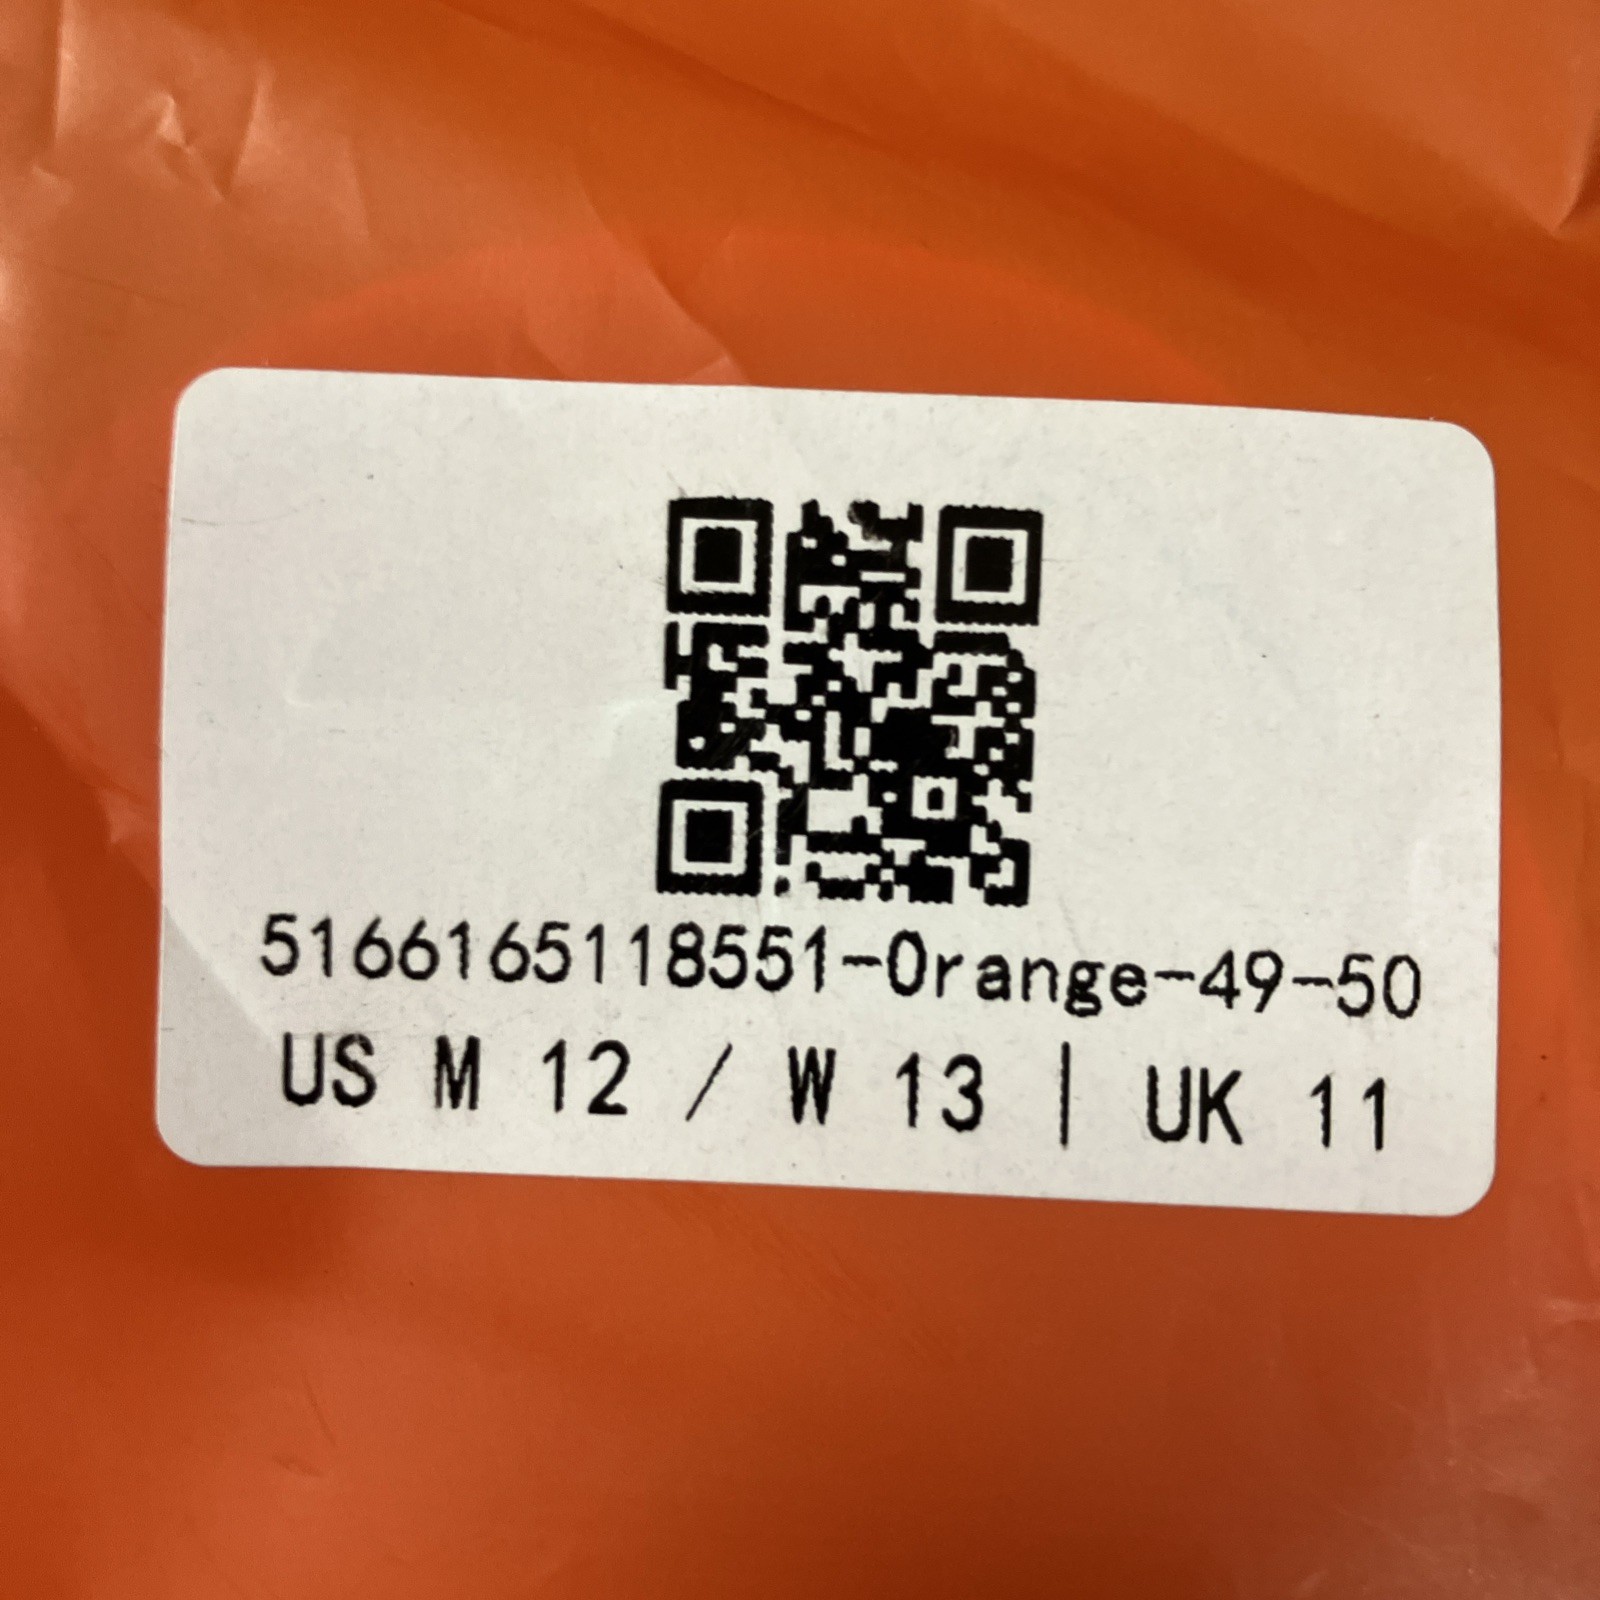 5166165118551-Orange-49-50
US M 12 / W 13 | UK 11